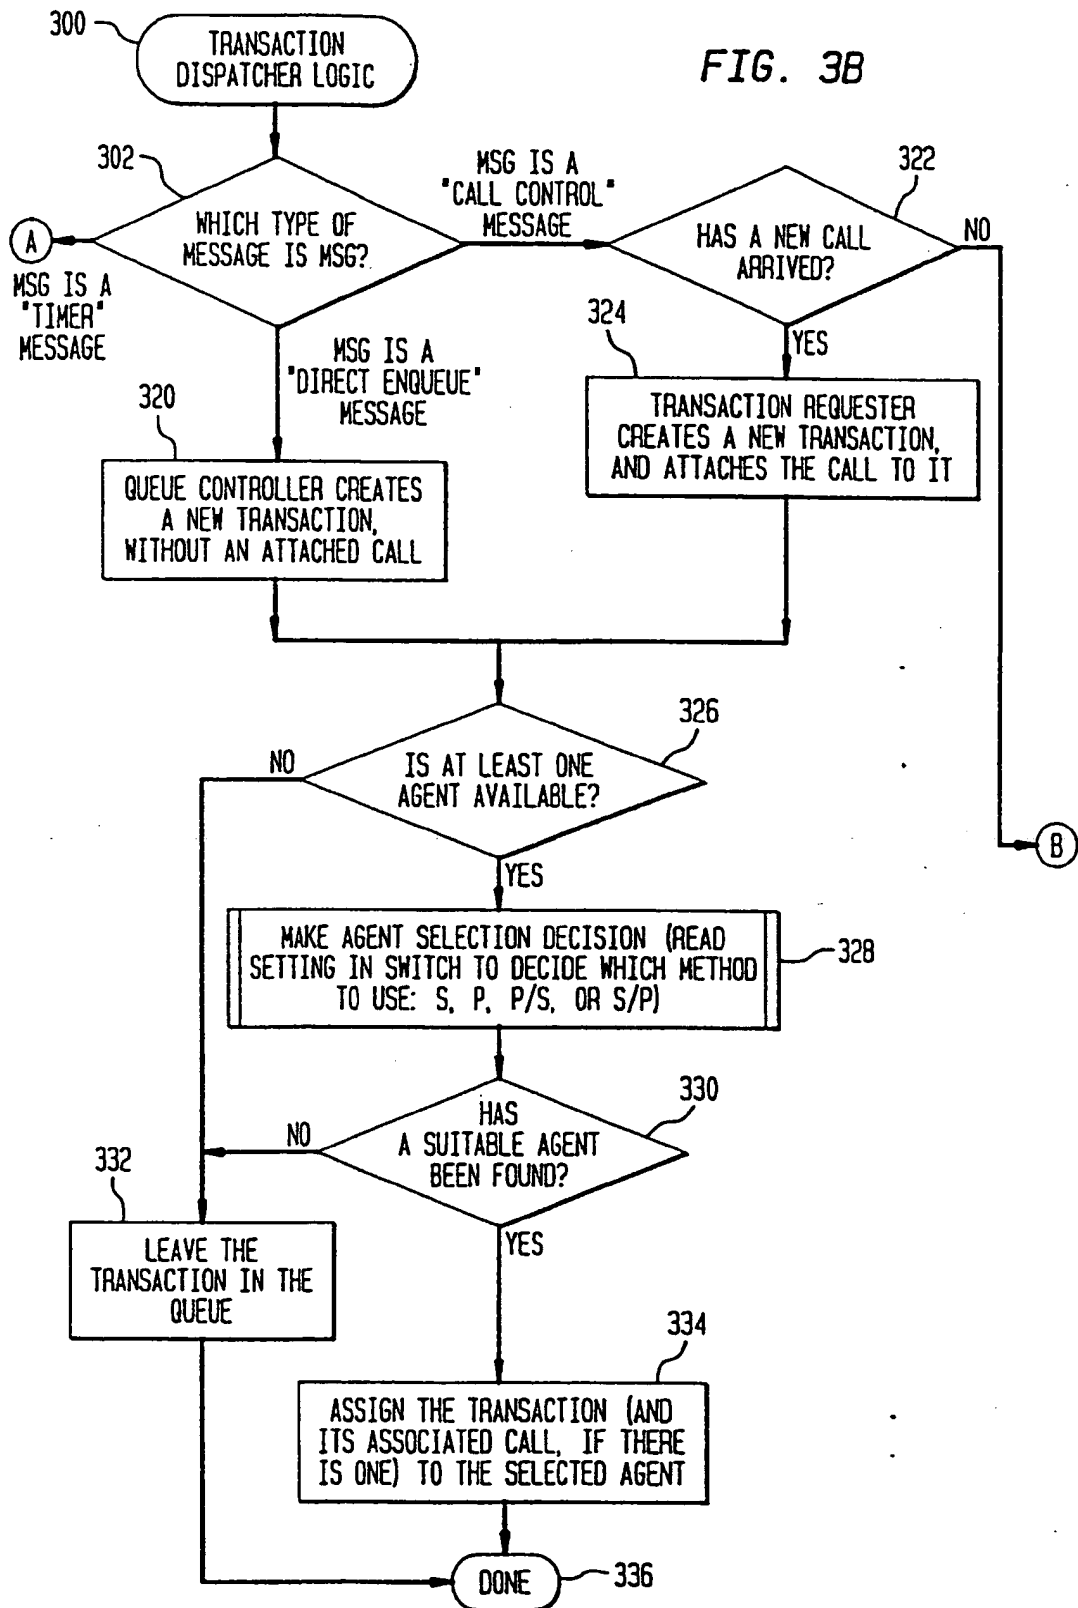 300
TRANSACTION
DISPATCHER LOGIC
FIG. 3B
302
WHICH TYPE OF
MESSAGE IS MSG?
A
MSG IS A
"TIMER"
MESSAGE
MSG IS A
"CALL CONTROL"
MESSAGE
322
HAS A NEW CALL
ARRIVED?
NO
MSG IS A
"DIRECT ENQUEUE"
MESSAGE
324
YES
320
QUEUE CONTROLLER CREATES
A NEW TRANSACTION,
WITHOUT AN ATTACHED CALL
TRANSACTION REQUESTER
CREATES A NEW TRANSACTION,
AND ATTACHES THE CALL TO IT
326
NO
IS AT LEAST ONE
AGENT AVAILABLE?
B
YES
MAKE AGENT SELECTION DECISION (READ
SETTING IN SWITCH TO DECIDE WHICH METHOD
TO USE: S, P, P/S, OR S/P)
328
330
HAS
A SUITABLE AGENT
BEEN FOUND?
NO
332
YES
LEAVE THE
TRANSACTION IN THE
QUEUE
334
ASSIGN THE TRANSACTION (AND
ITS ASSOCIATED CALL, IF THERE
IS ONE) TO THE SELECTED AGENT
DONE
336